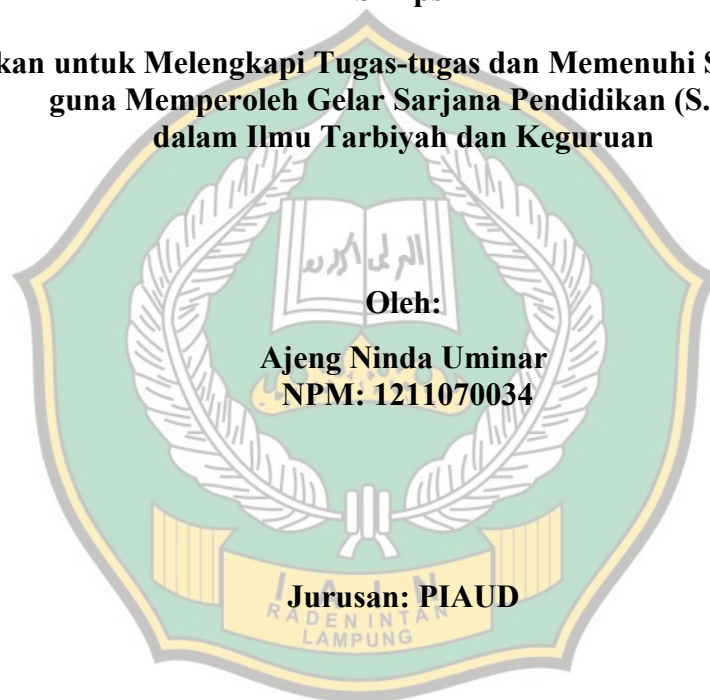 kan untuk Melengkapi Tugas-tugas dan Memenuhi
guna Memperoleh Gelar Sarjana Pendidikan (S.
dalam Ilmu Tarbiyah dan Keguruan
Oleh:
Ajeng Ninda Uminar
NPM: 1211070034
Jurusan: PIAUD
I A I N
RADEN INTAN
LAMPUNG